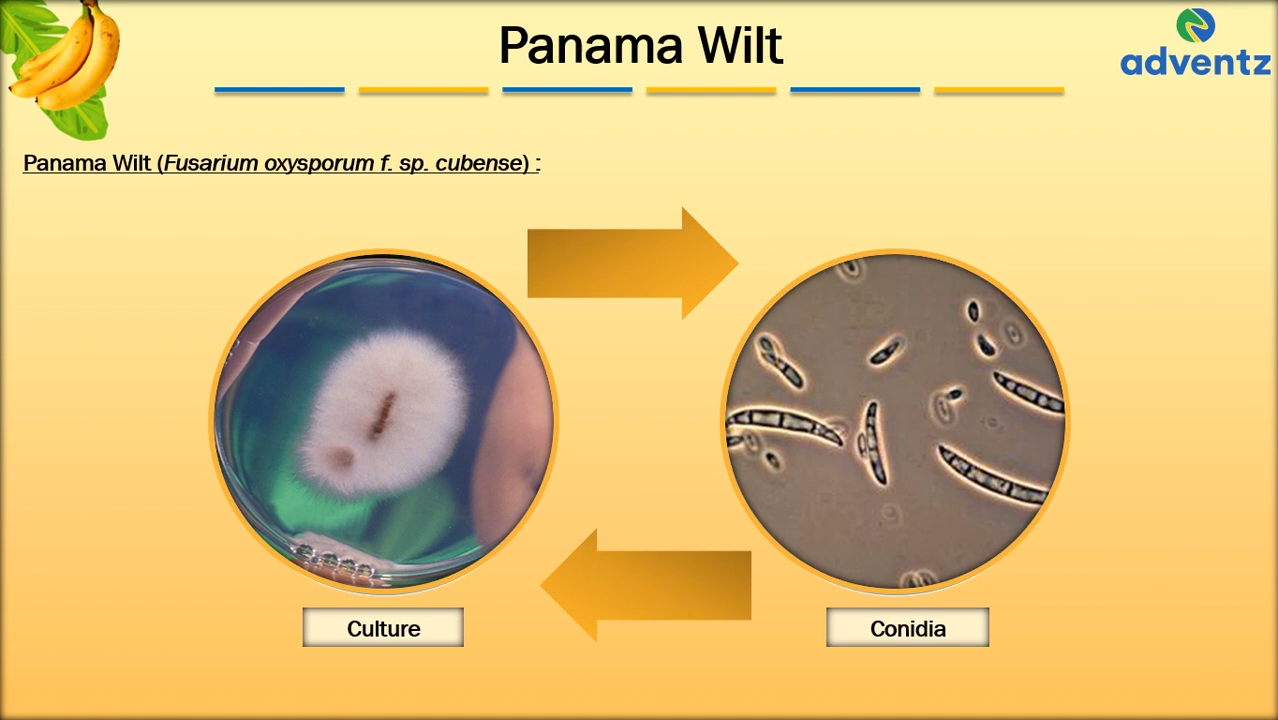 Panama Wilt
adventz
Panama Wilt (Fusarium oxysporum f. sp. cubense) :
Culture
Conidia